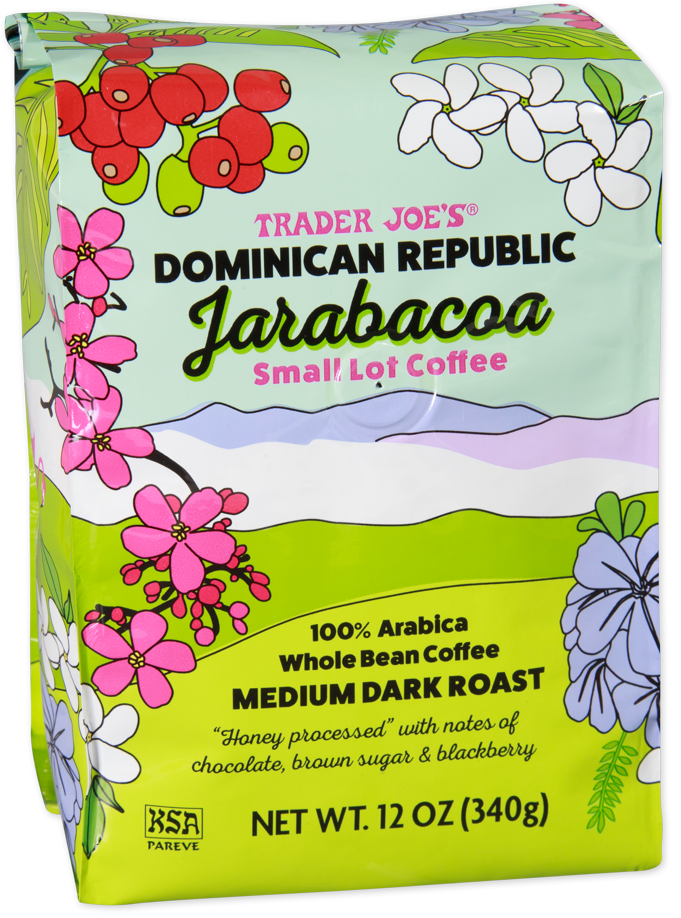 TRADER JOE'S®
DOMINICAN REPUBLIC
Jarabacoa
Small Lot Coffee
100% Arabica
Whole Bean Coffee
MEDIUM DARK ROAST
"Honey processed" with notes of
chocolate, brown sugar & blackberry
KSA
PAREVE
NET WT. 12 OZ (340g)